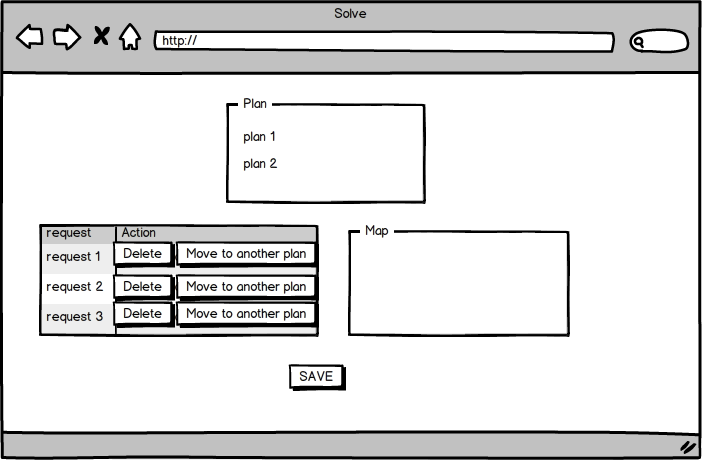 Solve
http://
Plan
plan 1
plan 2
request Action
request 1 Delete Move to another plan
request 2 Delete Move to another plan
request 3 Delete Move to another plan
Map
SAVE